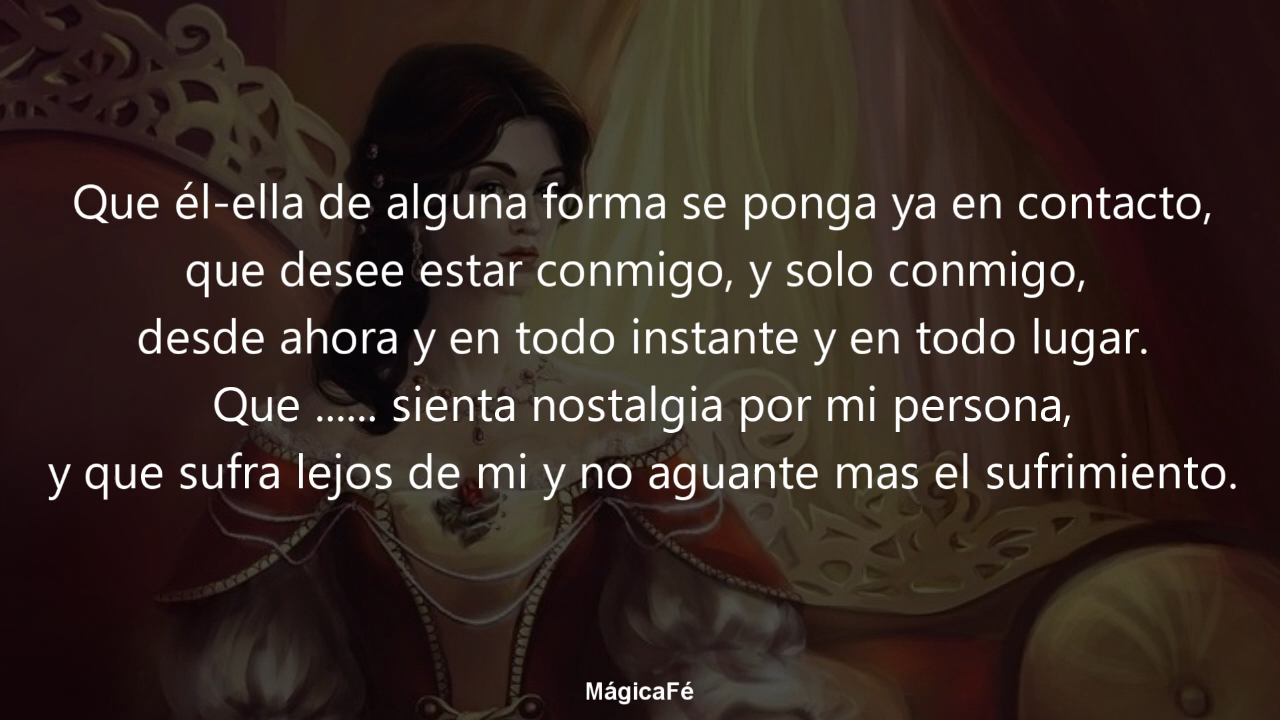 Que él-ella de alguna forma se ponga ya en contacto,
que desee estar conmigo, y solo conmigo,
desde ahora y en todo instante y en todo lugar.
Que ...... sienta nostalgia por mi persona,
y que sufra lejos de mi y no aguante mas el sufrimiento.
MágicaFé